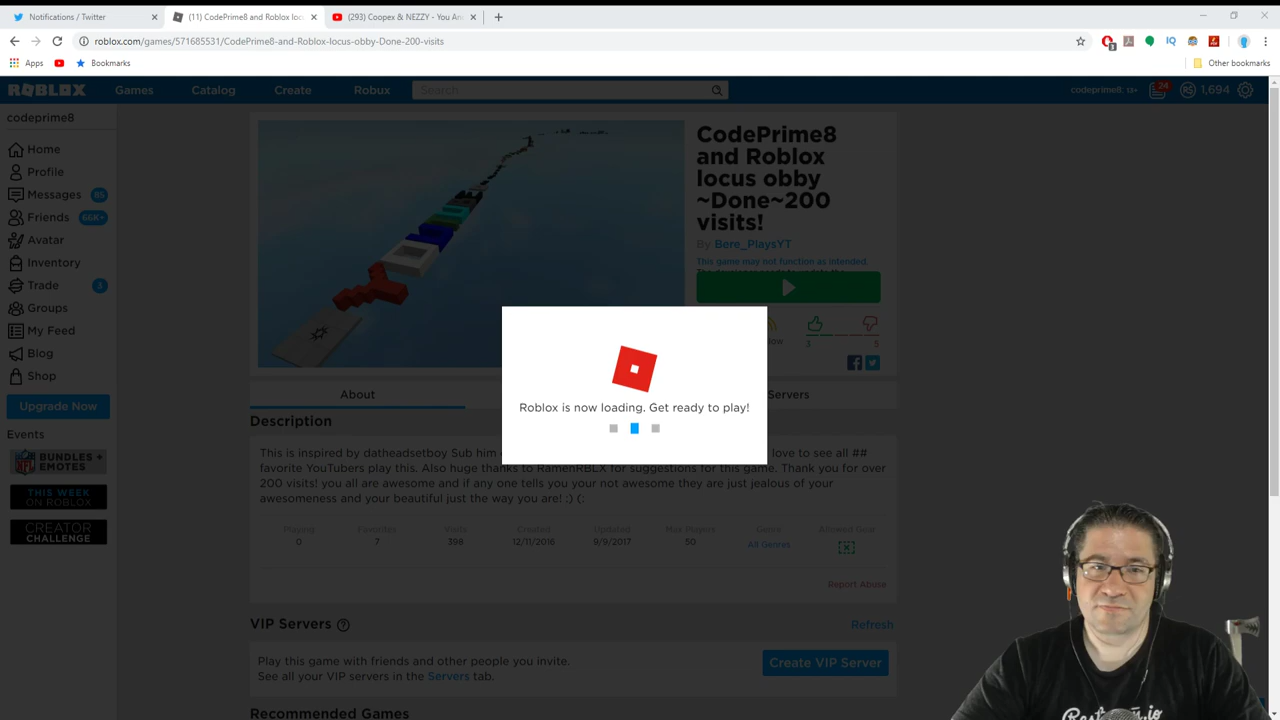 Notifications / Twitter
(11) CodePrime8 and Roblox locus
(293) Coopex & NEZZY - You An
roblox.com/games/571685531/CodePrime8-and-Roblox-locus-obby-Done-200-visits
Apps
Bookmarks
Other bookmarks
ROBLOX
Games
Catalog
Create
Robux
Search
codeprime8: 13+
24
1,694
codeprime8
Home
Profile
Messages 85
Friends 66K+
Avatar
Inventory
Trade 3
Groups
My Feed
Blog
Shop
Upgrade Now
Events
BUNDLES +
EMOTES
THIS WEEK
ON ROBLOX
CREATOR
CHALLENGE
CodePrime8
and Roblox
locus obby
~Done~200
visits!
By Bere_PlaysYT
This game may not function as intended.
3
5
Roblox is now loading. Get ready to play!
About
Servers
Description
This is inspired by datheadsetboy Sub him love to see all ##
favorite YouTubers play this. Also huge thanks to RamenRBLX for suggestions for this game. Thank you for over
200 visits! you all are awesome and if any one tells you your not awesome they are just jealous of your
awesomeness and your beautiful just the way you are! ;) (:
Playing Favorites Visits Created Updated Max Players Genre Allowed Gear
0 7 398 12/11/2016 9/9/2017 50 All Genres
Report Abuse
VIP Servers
Refresh
Play this game with friends and other people you invite.
See all your VIP servers in the Servers tab.
Create VIP Server
Recommended Games